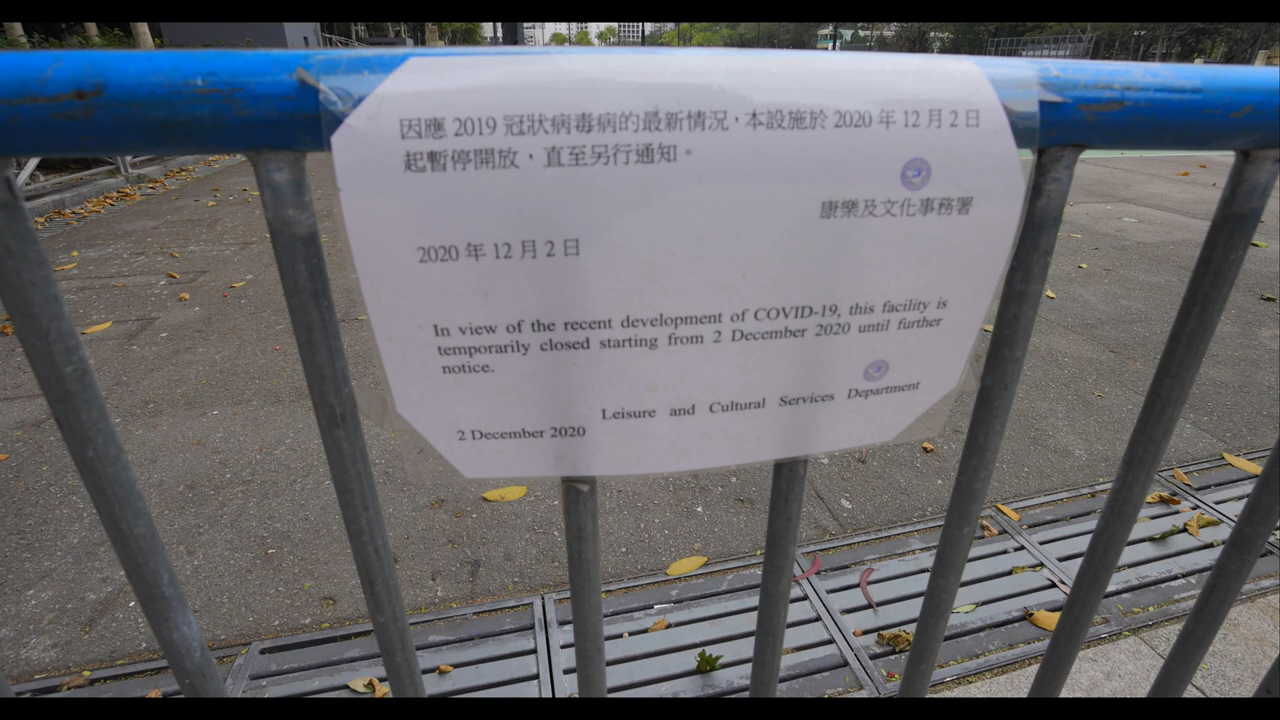 因應 2019 冠狀病毒病的最新情況，本設施於 2020 年 12 月 2 日
起暫停開放，直至另行通知。
康樂及文化事務署
2020 年 12 月 2 日
In view of the recent development of COVID-19, this facility is
temporarily closed starting from 2 December 2020 until further
notice.
Leisure and Cultural Services Department
2 December 2020